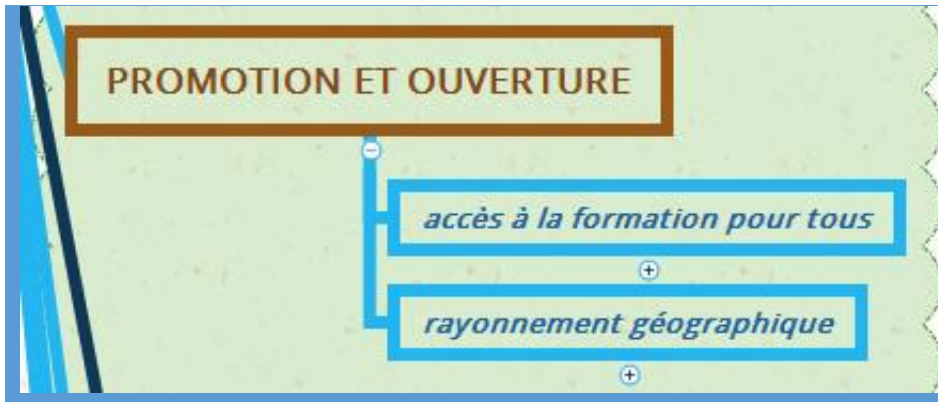 PROMOTION ET OUVERTURE
accès à la formation pour tous
rayonnement géographique